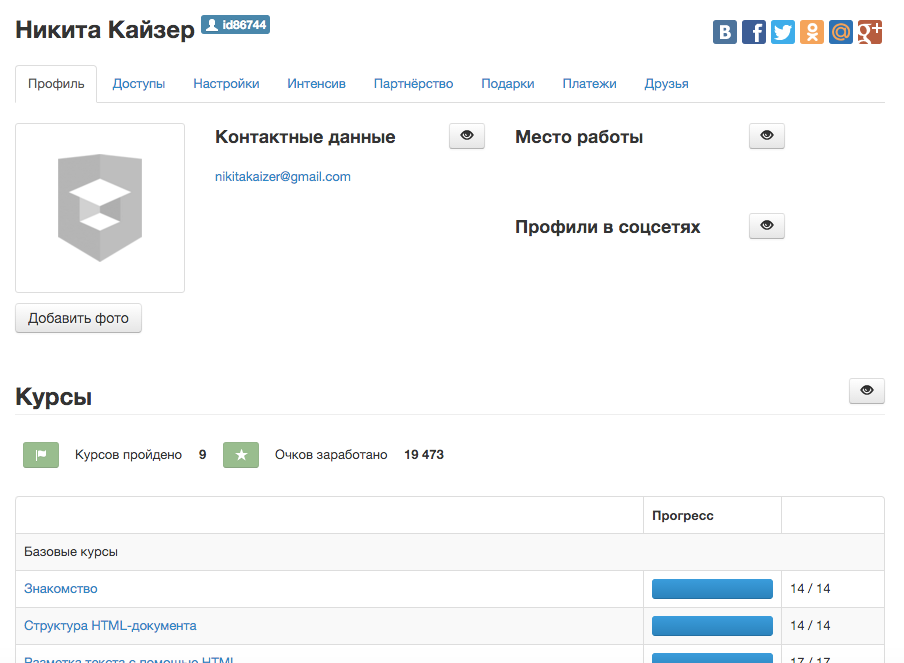 Никита Кайзер id86744
Профиль Доступы Настройки Интенсив Партнёрство Подарки Платежи Друзья
Контактные данные
nikitakaizer@gmail.com
Место работы
Профили в соцсетях
Добавить фото
Курсы
Курсов пройдено 9 Очков заработано 19 473
Прогресс
Базовые курсы
Знакомство 14 / 14
Структура HTML-документа 14 / 14
Разметка текста с помощью HTML 17 / 17